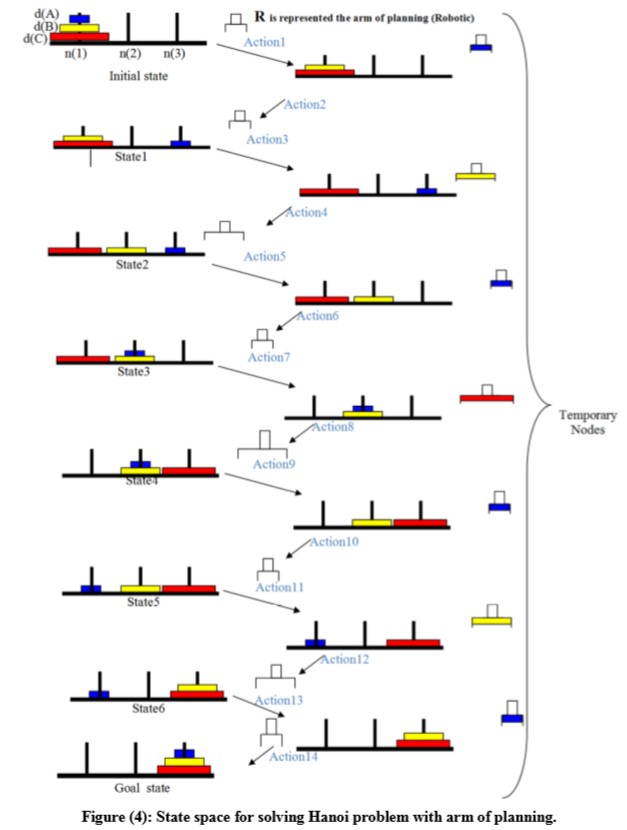 d(A)
d(B)
d(C)
n(1) n(2) n(3)
Initial state
R is represented the arm of planning (Robotic)
Action1
Action2
Action3
State1
Action4
Action5
State2
Action6
Action7
State3
Action8
Action9
State4
Action10
Action11
State5
Action12
Action13
State6
Action14
Goal state
Temporary
Nodes
Figure (4): State space for solving Hanoi problem with arm of planning.